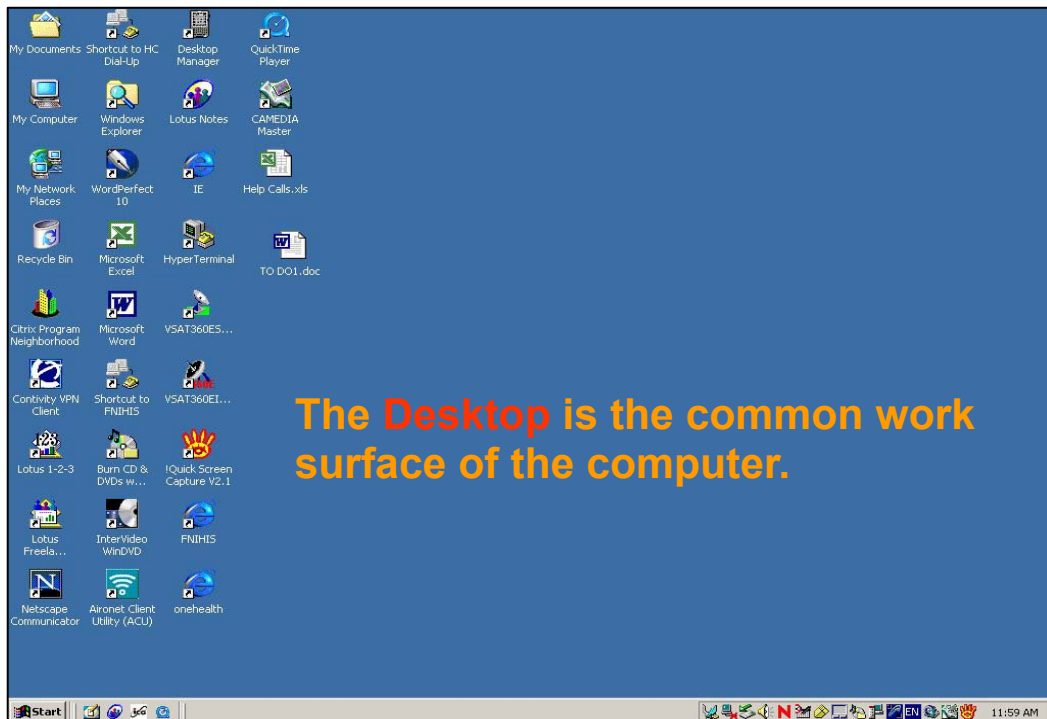 My Documents
Shortcut to HC
Dial-Up
Desktop
Manager
QuickTime
Player
My Computer
Windows
Explorer
Lotus Notes
CAMEDIA
Master
My Network
Places
WordPerfect
10
IE
Help Calls.xls
Recycle Bin
Microsoft
Excel
HyperTerminal
TO DO1.doc
Citrix Program
Neighborhood
Microsoft
Word
VSAT360ES...
Contivity VPN
Client
Shortcut to
FNIHIS
VSAT360EI...
The Desktop is the common work
surface of the computer.
Lotus 1-2-3
Burn CD &
DVDs w...
!Quick Screen
Capture V2.1
Lotus
Freela...
InterVideo
WinDVD
FNIHIS
Netscape
Communicator
Aironet Client
Utility (ACU)
onehealth
Start
EN
11:59 AM